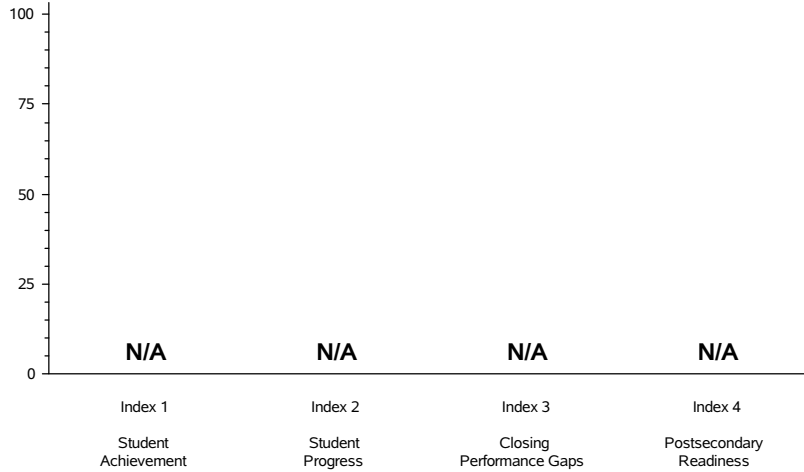 100
75
50
25
0
N/A N/A N/A N/A
Index 1 Index 2 Index 3 Index 4
Student Student Closing Postsecondary
Achievement Progress Performance Gaps Readiness